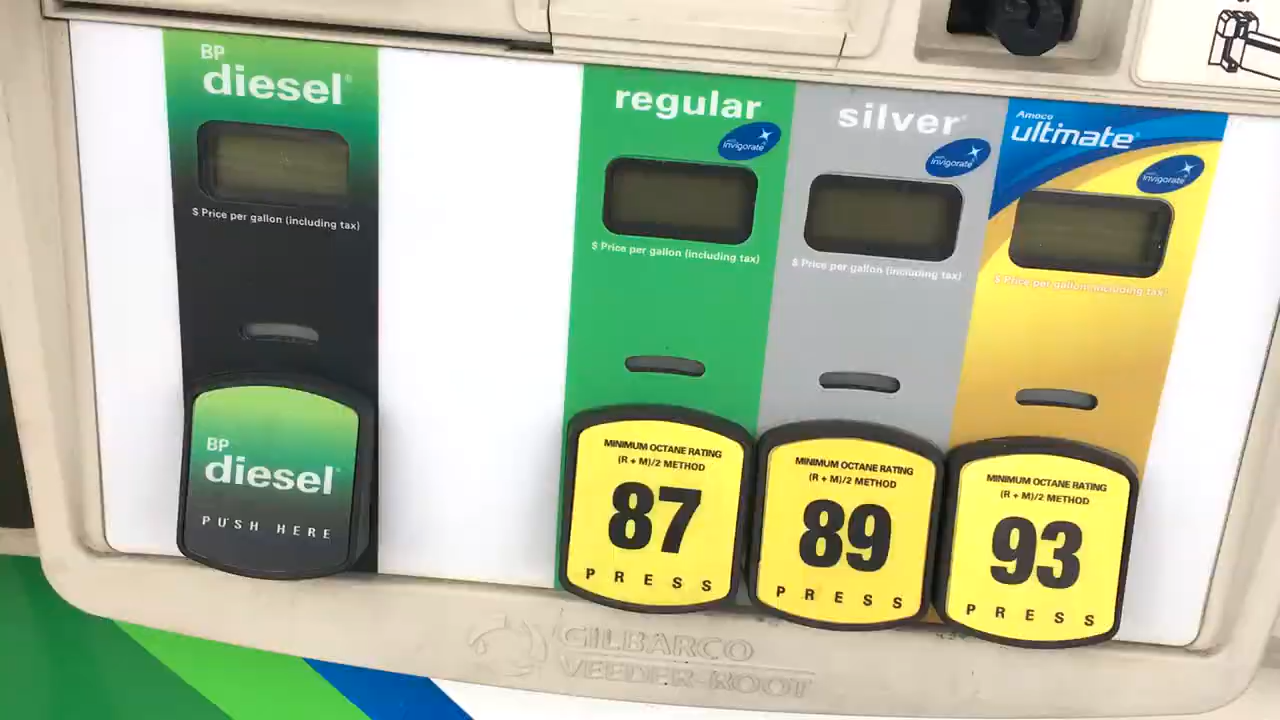 BP
diesel
$ Price per gallon (including tax)
BP
diesel
PUSH HERE
regular
with
Invigorate
$ Price per gallon (including tax)
MINIMUM OCTANE RATING
(R + M)/2 METHOD
87
PRESS
silver
Invigorate
$ Price per gallon (including tax)
MINIMUM OCTANE RATING
(R + M)/2 METHOD
89
PRESS
Amoco
ultimate
Invigorate
$ Price per gallon (including tax)
MINIMUM OCTANE RATING
(R + M)/2 METHOD
93
PRESS
GILBARCO
VEEDER-ROOT